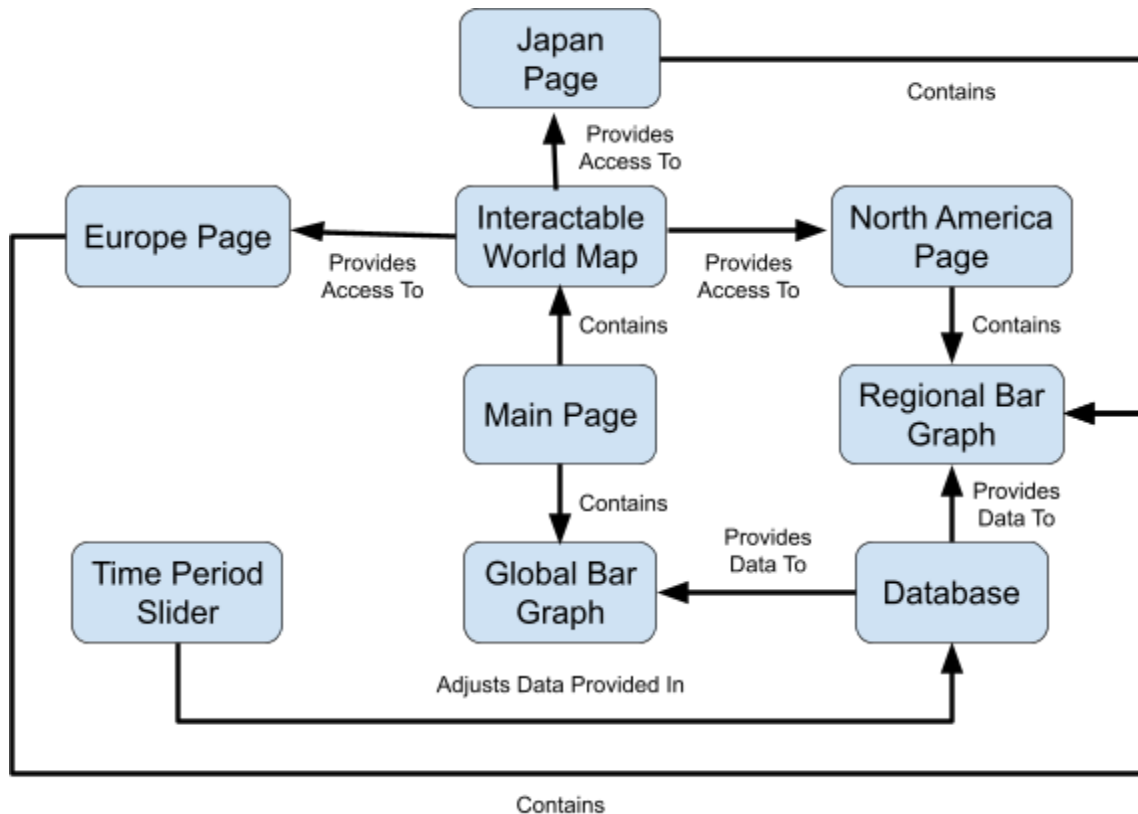 Japan
Page
Contains
Provides
Access To
Europe Page
Interactable
World Map
North America
Page
Provides
Access To
Provides
Access To
Contains
Contains
Main Page
Regional Bar
Graph
Contains
Provides
Data To
Provides
Data To
Time Period
Slider
Global Bar
Graph
Database
Adjusts Data Provided In
Contains